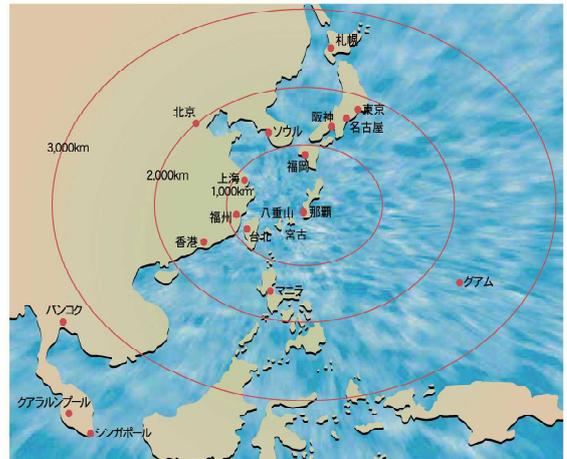 札幌
北京
東京
阪神
名古屋
ソウル
3,000km
福岡
2,000km
上海
1,000km
福州
八重山
那覇
宮古
台北
香港
グアム
マニラ
バンコク
クアラルンプール
シンガポール